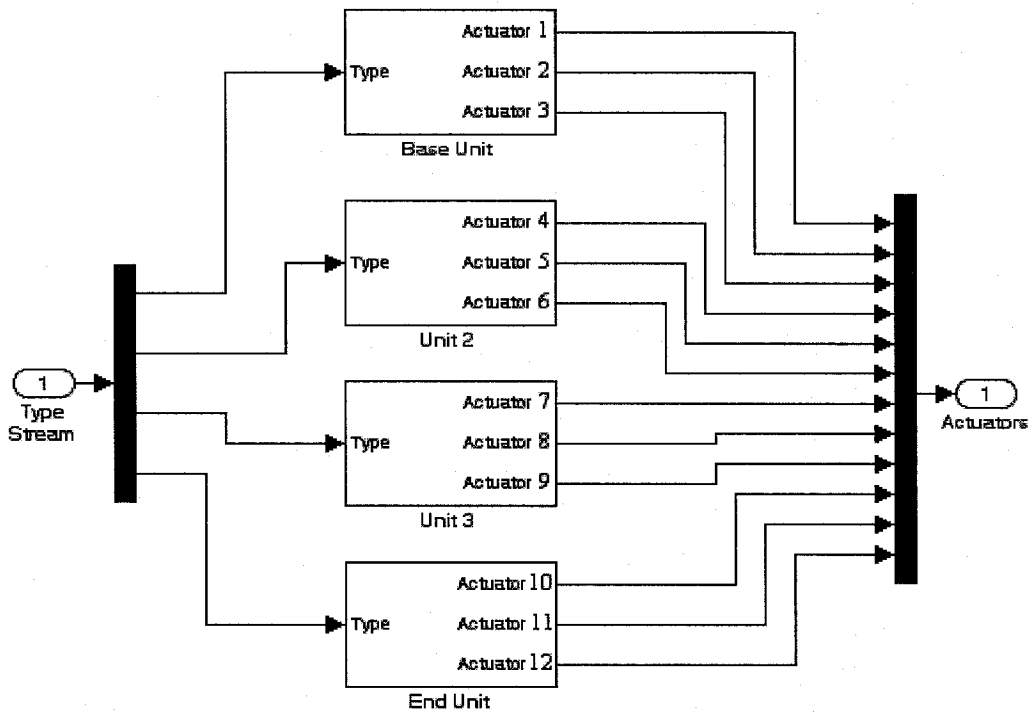 Actuator 1
Type
Actuator 2
Actuator 3
Base Unit
Actuator 4
Type
Actuator 5
Actuator 6
Unit 2
1
Type
Stream
Actuator 7
Type
Actuator 8
Actuator 9
Unit 3
1
Actuators
Actuator 10
Type
Actuator 11
Actuator 12
End Unit